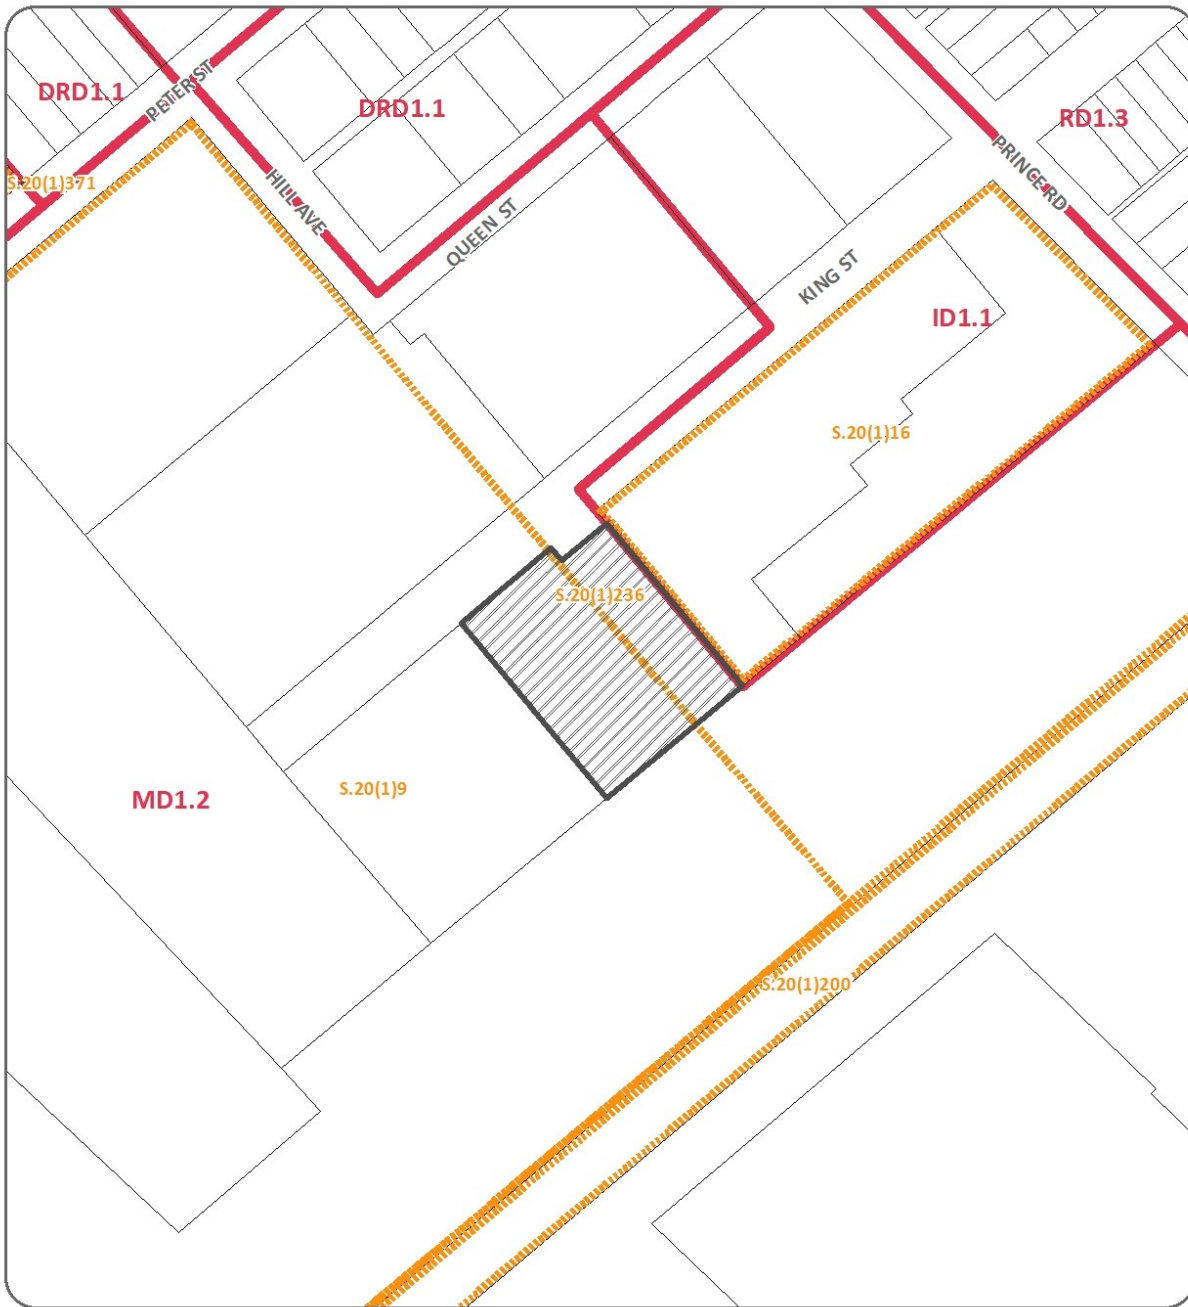 DRD1.1
PETER ST
DRD1.1
RD1.3
PRINCE RD
S.20(1)371
HILL AVE
QUEEN ST
KING ST
ID1.1
S.20(1)16
S.20(1)236
S.20(1)9
MD1.2
S.20(1)200